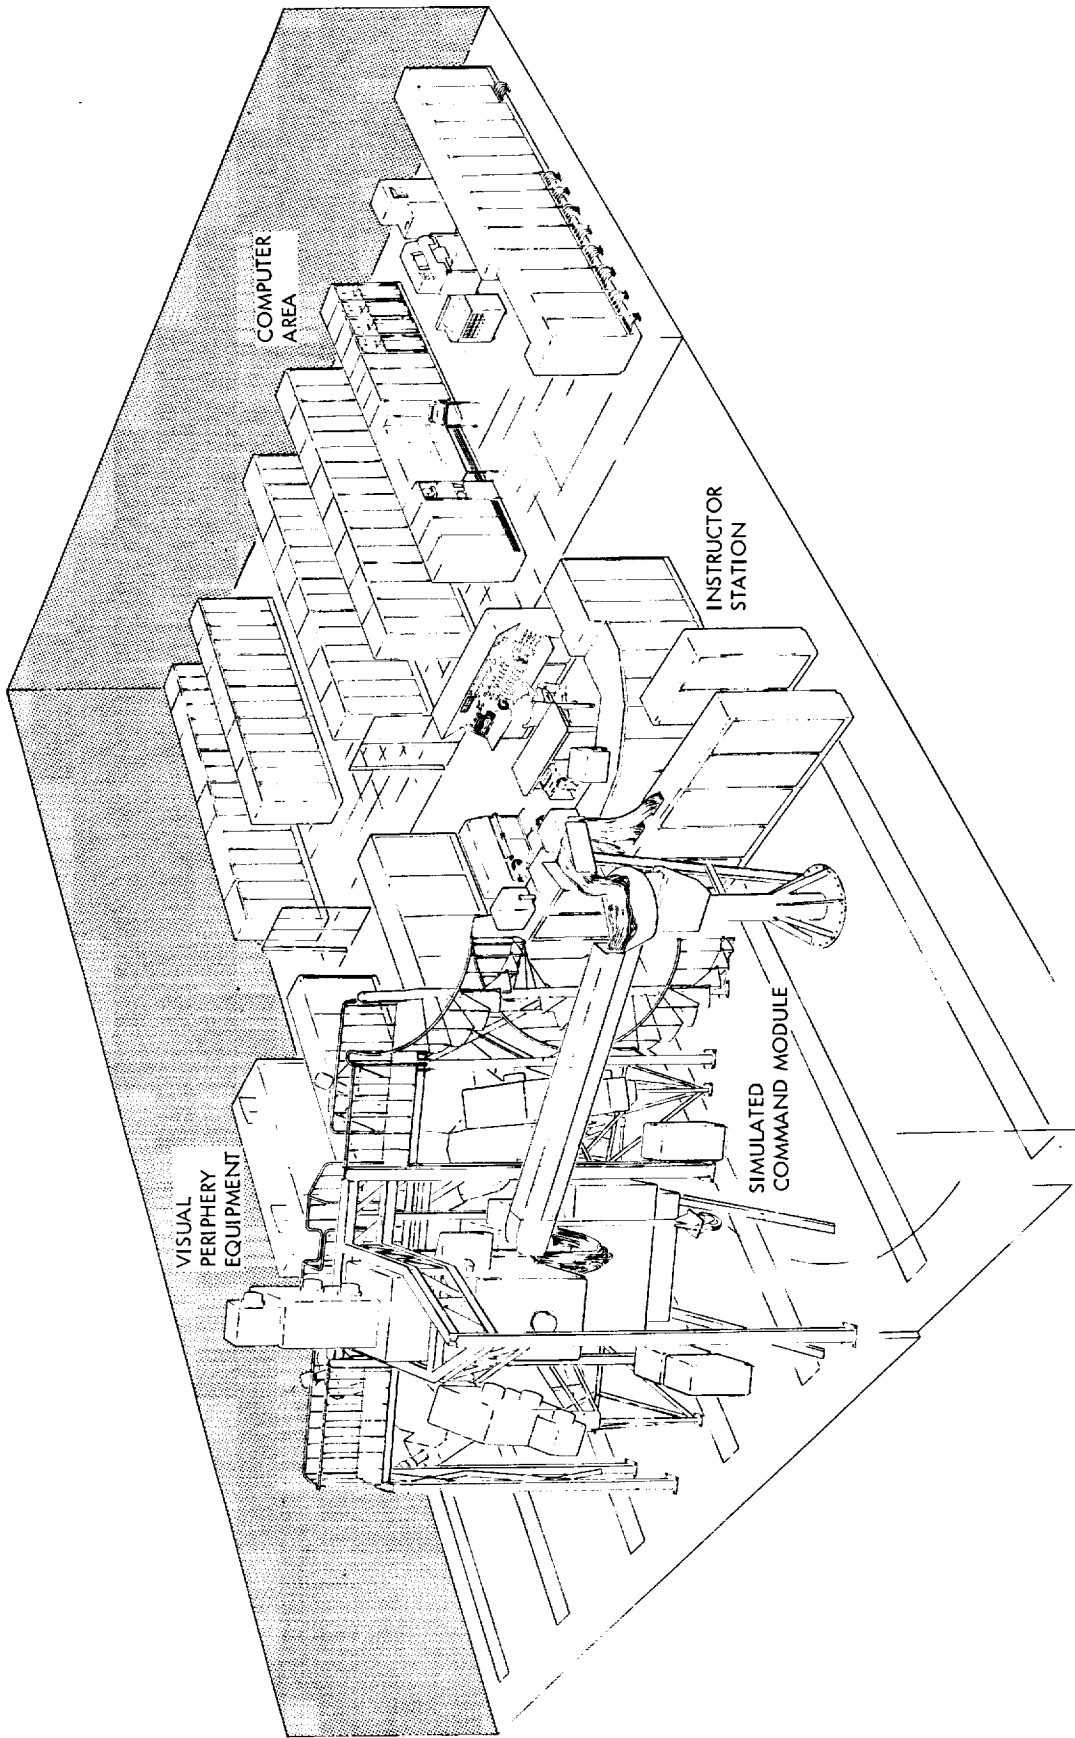 VISUAL
PERIPHERY
EQUIPMENT
COMPUTER
AREA
SIMULATED
COMMAND MODULE
INSTRUCTOR
STATION